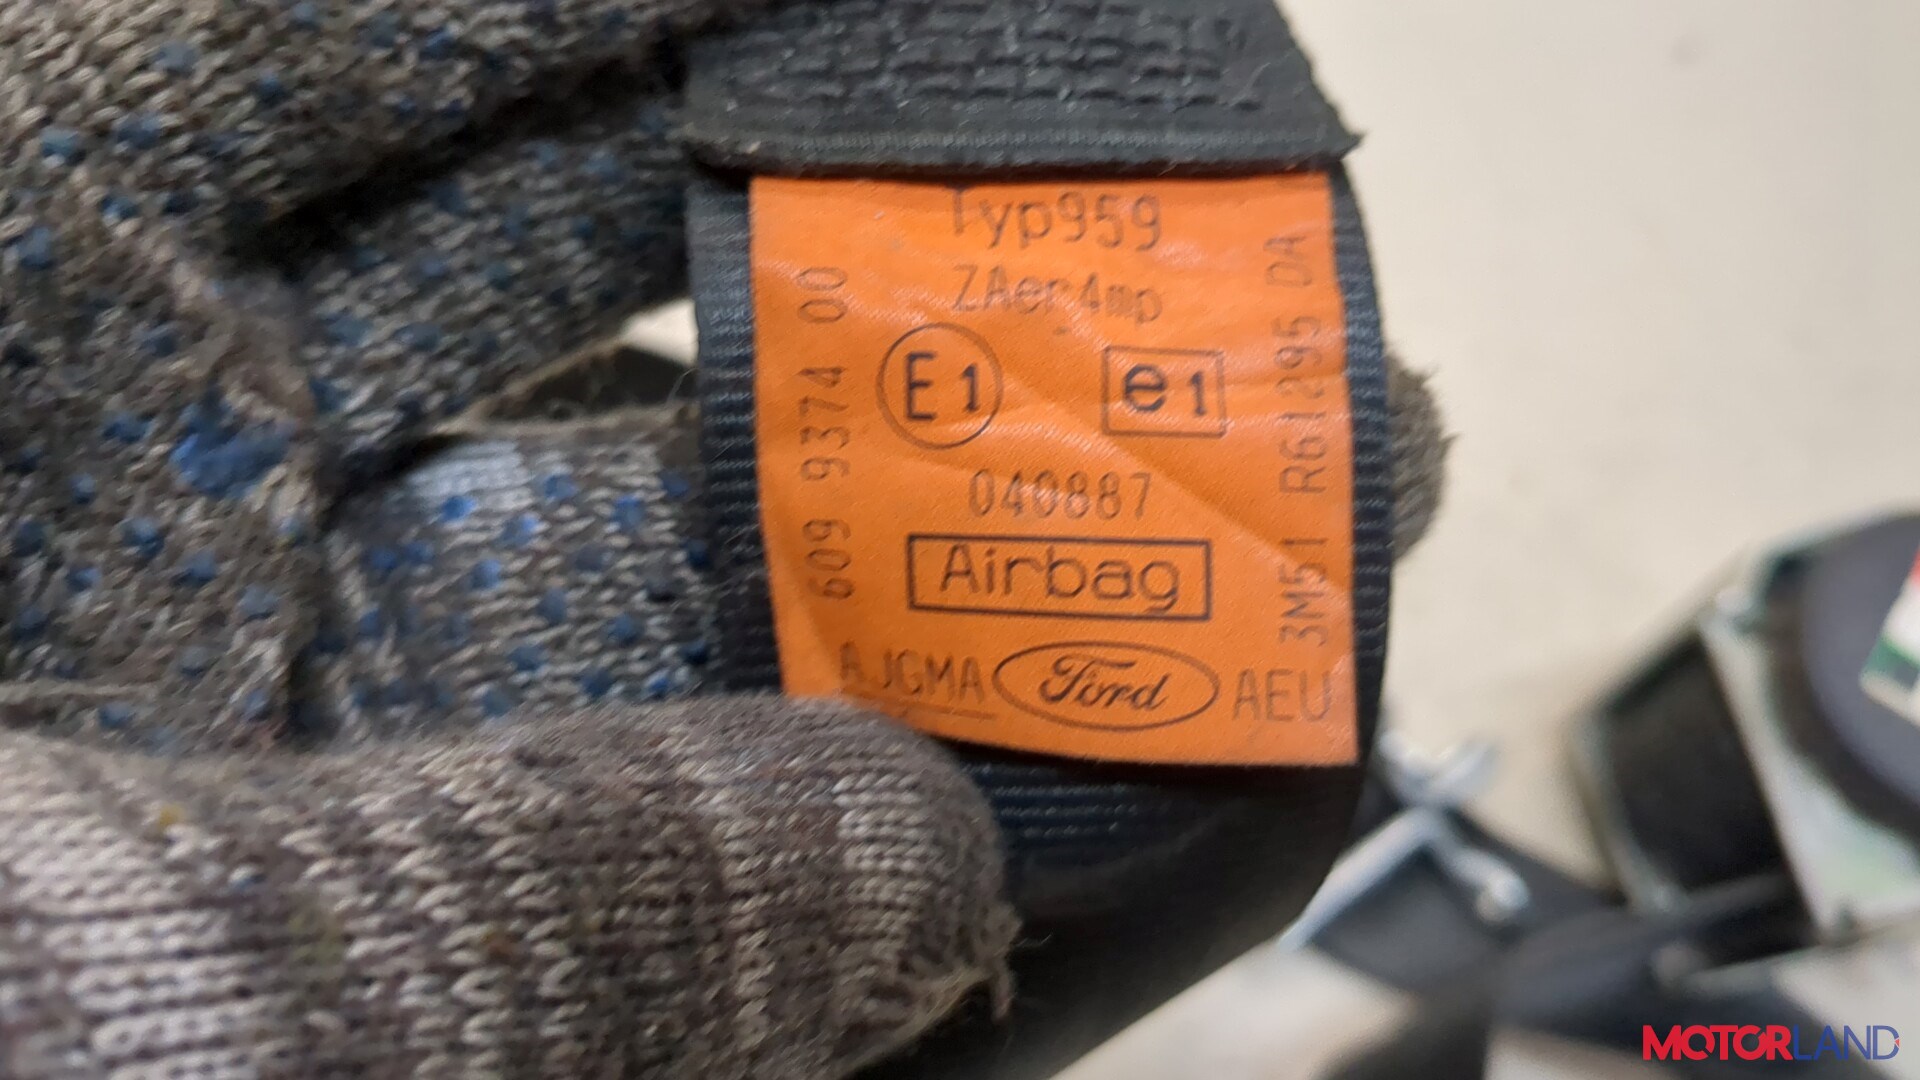 Typ959
ZAer4mp
E1
e1
040887
Airbag
AJGMA
Ford
AEU
609 9374 00
3M51 R61295 DA
MOTORLAND